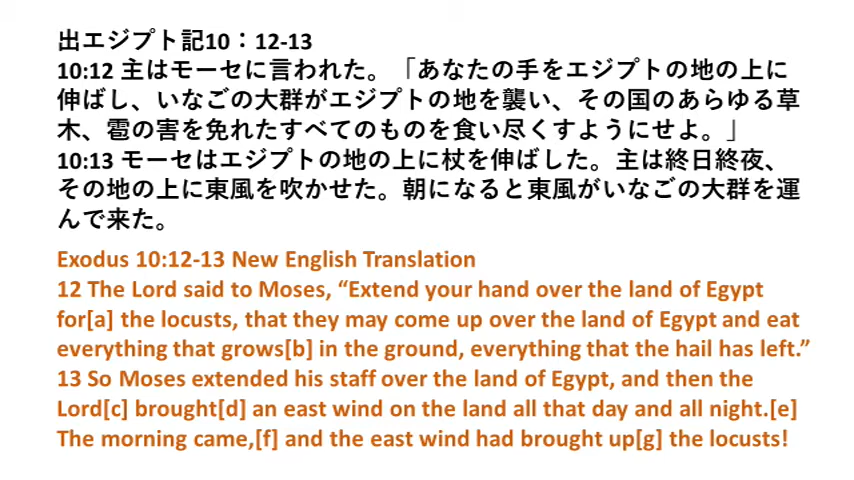 出エジプト記10：12-13
10:12 主はモーセに言われた。「あなたの手をエジプトの地の上に
伸ばし、いなごの大群がエジプトの地を襲い、その国のあらゆる草
木、雹の害を免れたすべてのものを食い尽くすようにせよ。」
10:13 モーセはエジプトの地の上に杖を伸ばした。主は終日終夜、
その地の上に東風を吹かせた。朝になると東風がいなごの大群を運
んで来た。
Exodus 10:12-13 New English Translation
12 The Lord said to Moses, “Extend your hand over the land of Egypt
for[a] the locusts, that they may come up over the land of Egypt and eat
everything that grows[b] in the ground, everything that the hail has left.”
13 So Moses extended his staff over the land of Egypt, and then the
Lord[c] brought[d] an east wind on the land all that day and all night.[e]
The morning came,[f] and the east wind had brought up[g] the locusts!